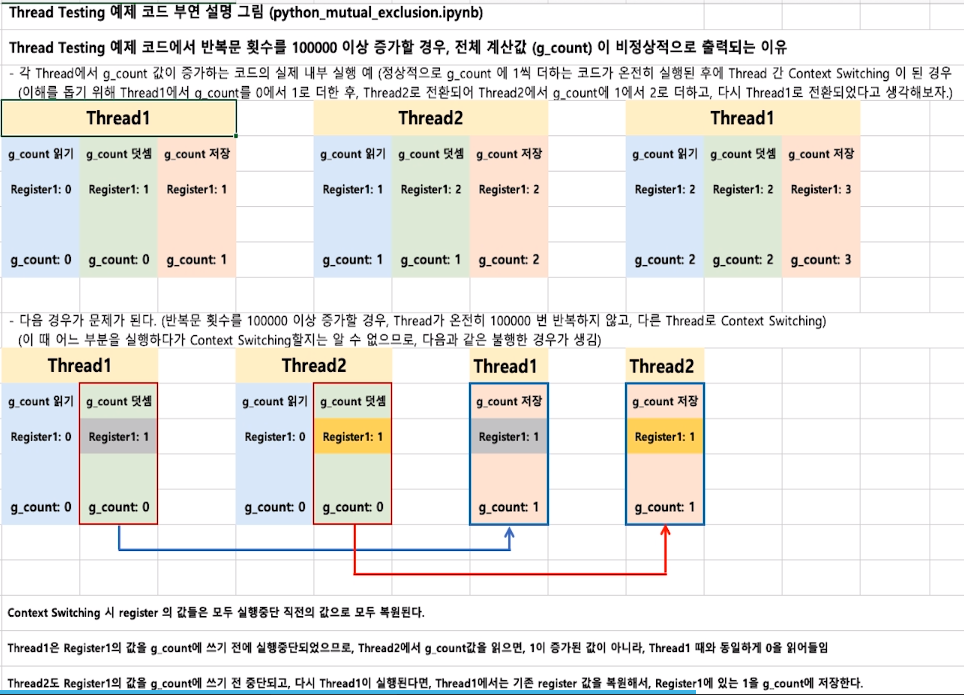 Thread Testing 예제 코드 부연 설명 그림 (python_mutual_exclusion.ipynb)
Thread Testing 예제 코드에서 반복문 횟수를 100000 이상 증가할 경우, 전체 계산값 (g_count) 이 비정상적으로 출력되는 이유
- 각 Thread에서 g_count 값이 증가하는 코드의 실제 내부 실행 예 (정상적으로 g_count 에 1씩 더하는 코드가 온전히 실행된 후에 Thread 간 Context Switching 이 된 경우
(이해를 돕기 위해 Thread1에서 g_count를 0에서 1로 더한 후, Thread2로 전환되어 Thread2에서 g_count에 1에서 2로 더하고, 다시 Thread1로 전환되었다고 생각해보자.)
Thread1 Thread2 Thread1
g_count 읽기 g_count 덧셈 g_count 저장 g_count 읽기 g_count 덧셈 g_count 저장 g_count 읽기 g_count 덧셈 g_count 저장
Register1: 0 Register1: 1 Register1: 1 Register1: 1 Register1: 2 Register1: 2 Register1: 2 Register1: 2 Register1: 3
g_count: 0 g_count: 0 g_count: 1 g_count: 1 g_count: 1 g_count: 2 g_count: 2 g_count: 2 g_count: 3
- 다음 경우가 문제가 된다. (반복문 횟수를 100000 이상 증가할 경우, Thread가 온전히 100000 번 반복하지 않고, 다른 Thread로 Context Switching)
(이 때 어느 부분을 실행하다가 Context Switching할지는 알 수 없으므로, 다음과 같은 불행한 경우가 생김)
Thread1 Thread2 Thread1 Thread2
g_count 읽기 g_count 덧셈 g_count 읽기 g_count 덧셈 g_count 저장 g_count 저장
Register1: 0 Register1: 1 Register1: 0 Register1: 1 Register1: 1 Register1: 1
g_count: 0 g_count: 0 g_count: 0 g_count: 0 g_count: 1 g_count: 1
Context Switching 시 register 의 값들은 모두 실행중단 직전의 값으로 모두 복원된다.
Thread1은 Register1의 값을 g_count에 쓰기 전에 실행중단되었으므로, Thread2에서 g_count값을 읽으면, 1이 증가된 값이 아니라, Thread1 때와 동일하게 0을 읽어들임
Thread2도 Register1의 값을 g_count에 쓰기 전 중단되고, 다시 Thread1이 실행된다면, Thread1에서는 기존 register 값을 복원해서, Register1에 있는 1을 g_count에 저장한다.